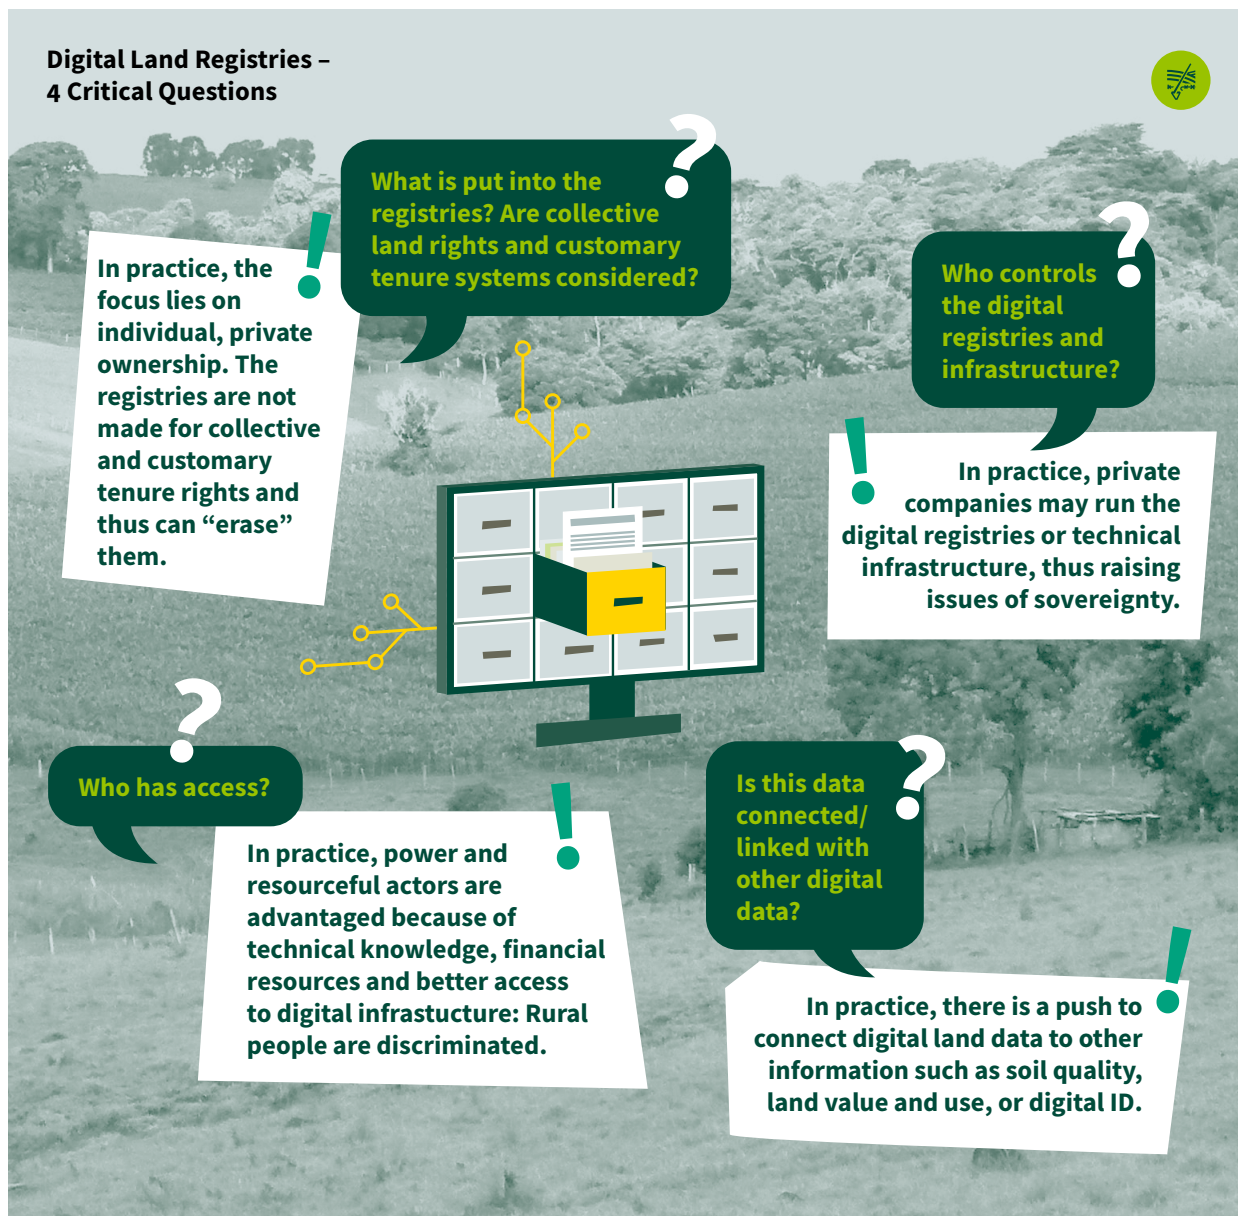 Digital Land Registries –
4 Critical Questions
What is put into the
registries? Are collective
land rights and customary
tenure systems considered?
?
In practice, the
focus lies on
individual, private
ownership. The
registries are not
made for collective
and customary
tenure rights and
thus can “erase”
them.
!
Who controls
the digital
registries and
infrastructure?
?
In practice, private
companies may run the
digital registries or technical
infrastructure, thus raising
issues of sovereignty.
!
Who has access?
?
In practice, power and
resourceful actors are
advantaged because of
technical knowledge, financial
resources and better access
to digital infrastucture: Rural
people are discriminated.
!
Is this data
connected/
linked with
other digital
data?
?
In practice, there is a push to
connect digital land data to other
information such as soil quality,
land value and use, or digital ID.
!